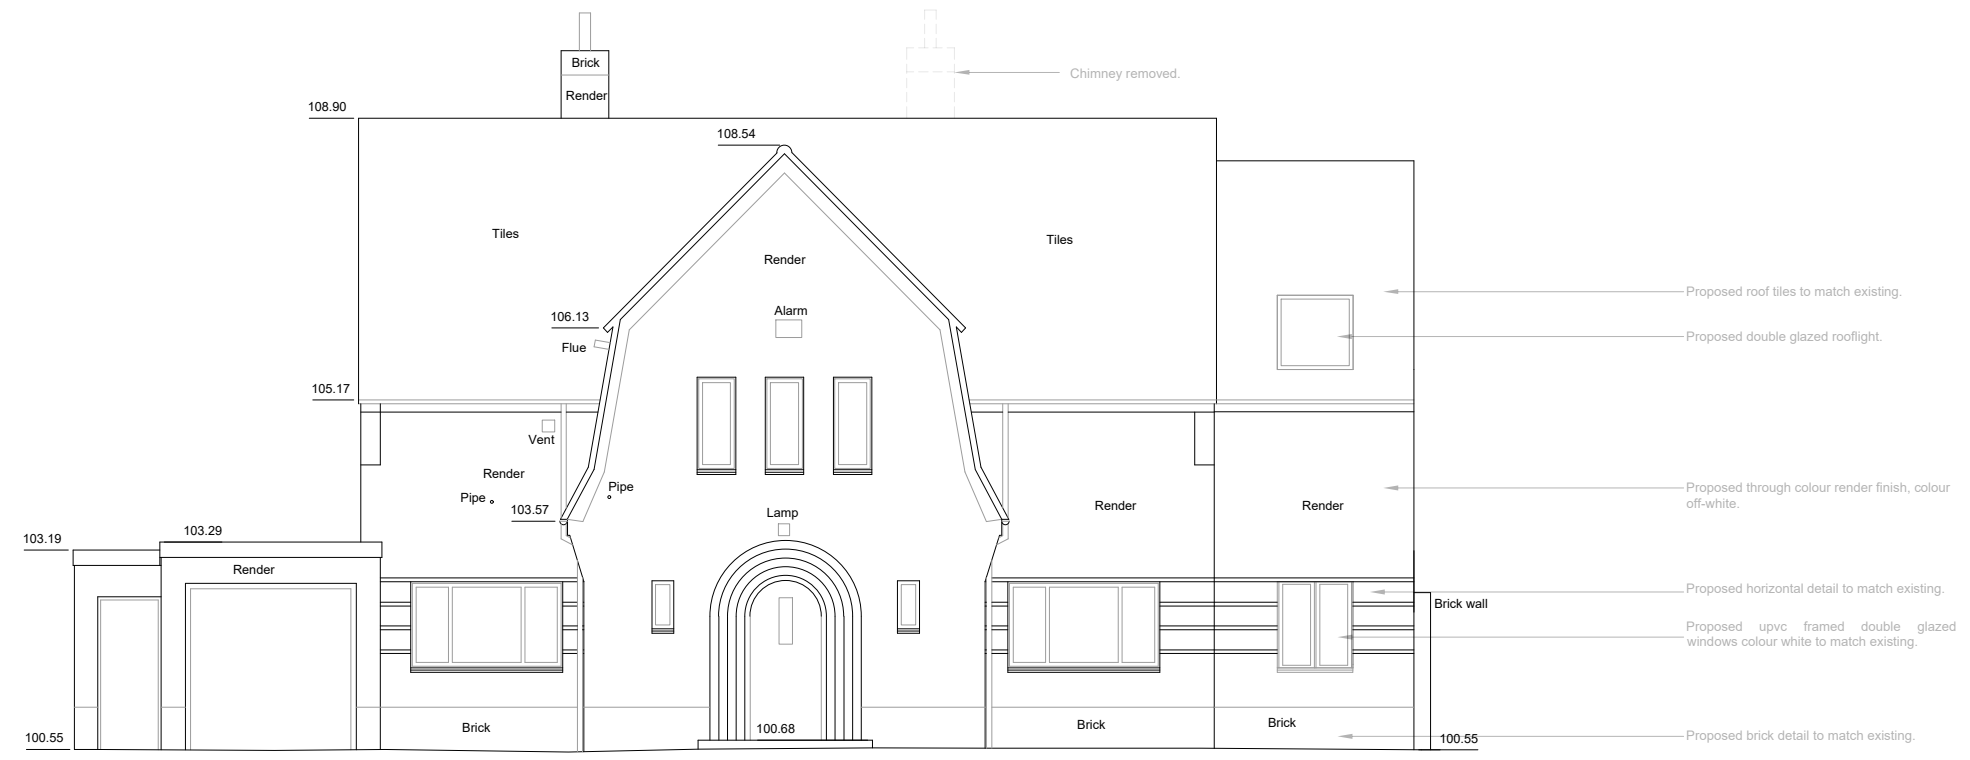 Brick
Chimney removed.
Render
108.90
108.54
Tiles
Tiles
Render
Proposed roof tiles to match existing.
Alarm
106.13
Proposed double glazed rooflight.
Flue
105.17
Vent
Render
Pipe
Pipe
Proposed through colour render finish, colour
off-white.
103.57
Lamp
Render
Render
103.29
103.19
Render
Proposed horizontal detail to match existing.
Brick wall
Proposed upvc framed double glazed
windows colour white to match existing.
Brick
100.68
Brick
Brick
100.55
100.55
Proposed brick detail to match existing.